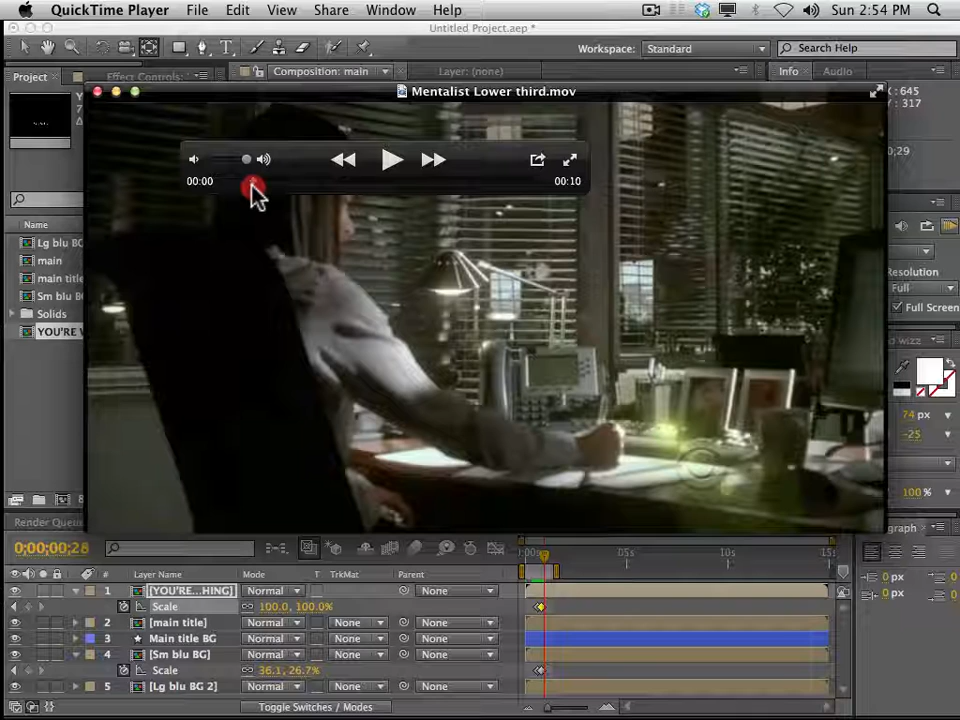 QuickTime Player File Edit View Share Window Help Sun 2:54 PM
Untitled Project.aep *
Workspace: Standard Search Help
Project Effect Controls: Composition: main Layer: (none) Info Audio
Mentalist Lower third.mov
X: 645
Y: 317
00:00 00:10
0;29
Name
Lg blu BG
main
main title
Resolution
Sm blu B
Full
Full Screen
Solids
YOU'RE
74 px
-25
100 %
Render Queue
0;00;00;28
05s 10s 15s
# Layer Name Mode T TrkMat Parent
1 [YOU'RE...HING] Normal None
Scale 100.0, 100.0%
2 [main title] Normal None None
3 Main title BG Normal None None
4 [Sm blu BG] Normal None None
Scale 36.1, 26.7%
5 [Lg blu BG 2] Normal None None
Toggle Switches / Modes
0 px
0 px